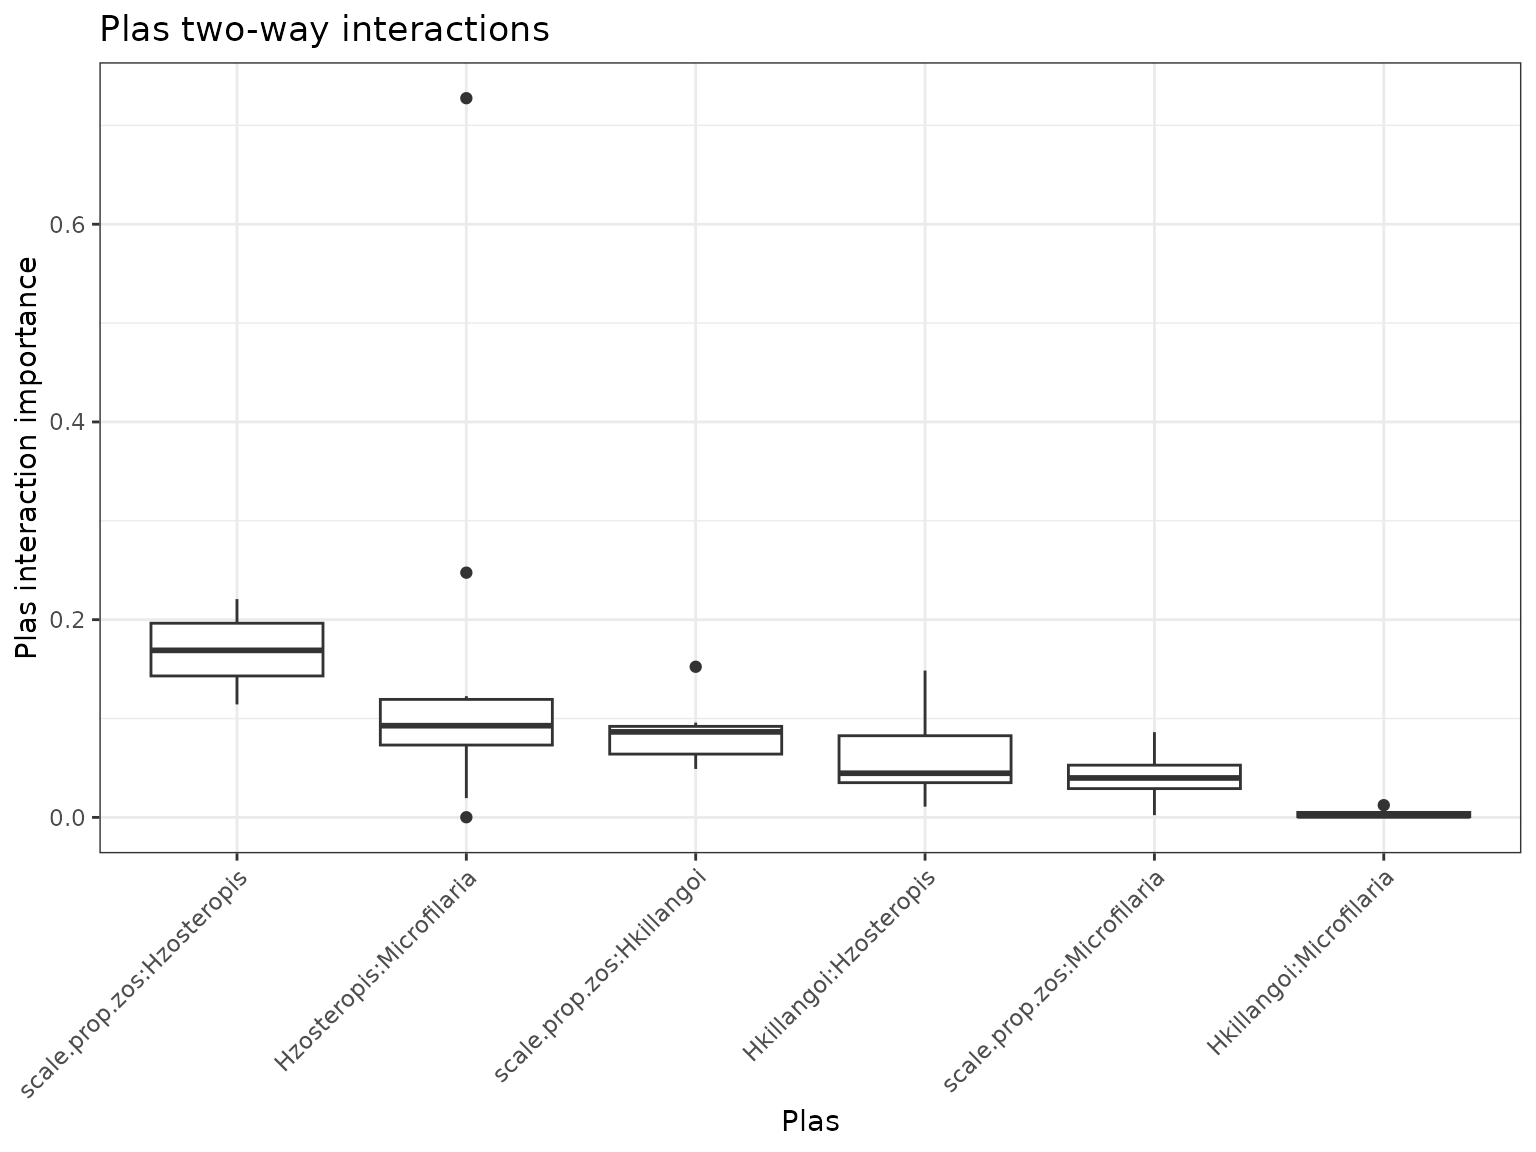 Plas two-way interactions
Plas interaction importance
0.6
0.4
0.2
0.0
scale.prop.zos:Hzosteropis
Hzosteropis:Microfilaria
scale.prop.zos:Hkillangoi
Hkillangoi:Hzosteropis
scale.prop.zos:Microfilaria
Hkillangoi:Microfilaria
Plas